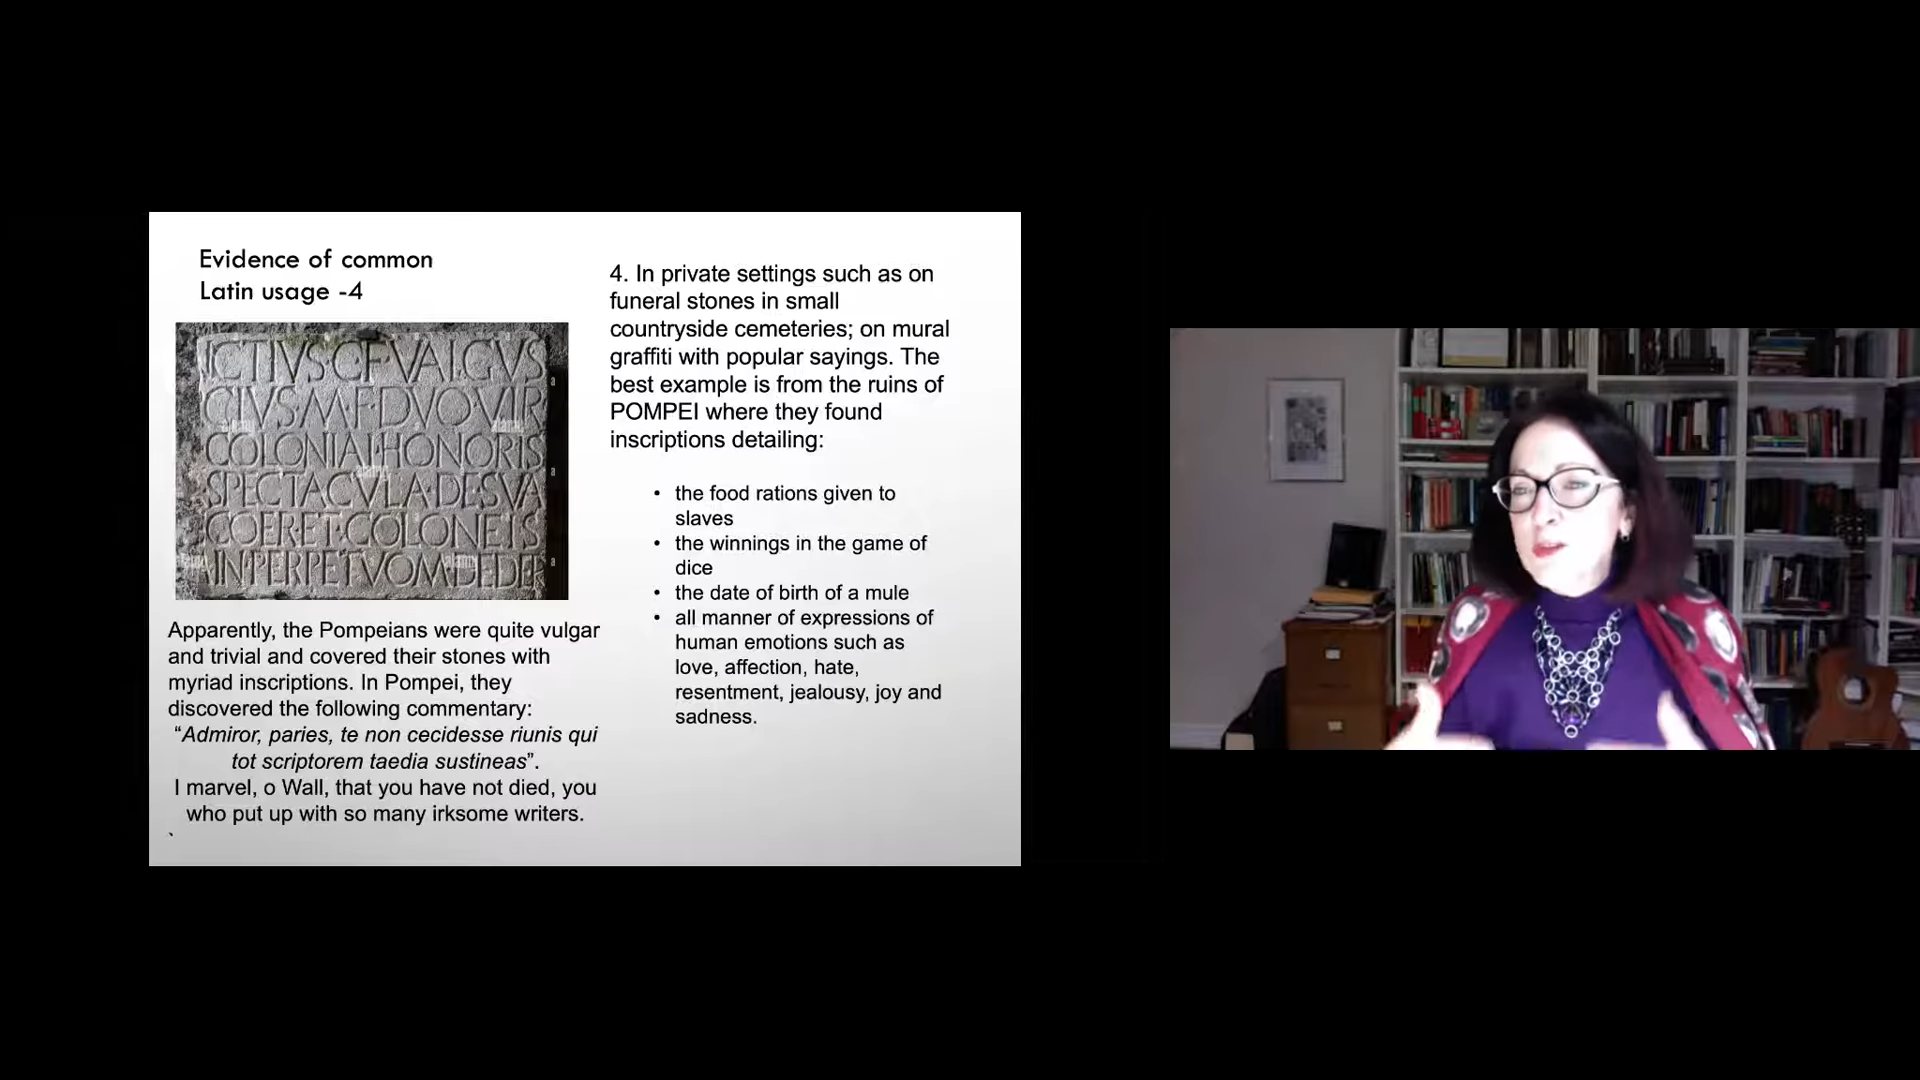 Evidence of common
Latin usage -4
ICTIVS·C·F·VALGVS
CIVS·M·F·DVO·VIR
COLONIAI·HONORIS
SPECTACVLA·DE·SVA
COER·ET·COLONEIS
IN·PERPETVOM·DEDER
Apparently, the Pompeians were quite vulgar
and trivial and covered their stones with
myriad inscriptions. In Pompei, they
discovered the following commentary:
“Admiror, paries, te non cecidesse riunis qui
tot scriptorem taedia sustineas”.
I marvel, o Wall, that you have not died, you
who put up with so many irksome writers.
`
4. In private settings such as on
funeral stones in small
countryside cemeteries; on mural
graffiti with popular sayings. The
best example is from the ruins of
POMPEI where they found
inscriptions detailing:
• the food rations given to
slaves
• the winnings in the game of
dice
• the date of birth of a mule
• all manner of expressions of
human emotions such as
love, affection, hate,
resentment, jealousy, joy and
sadness.